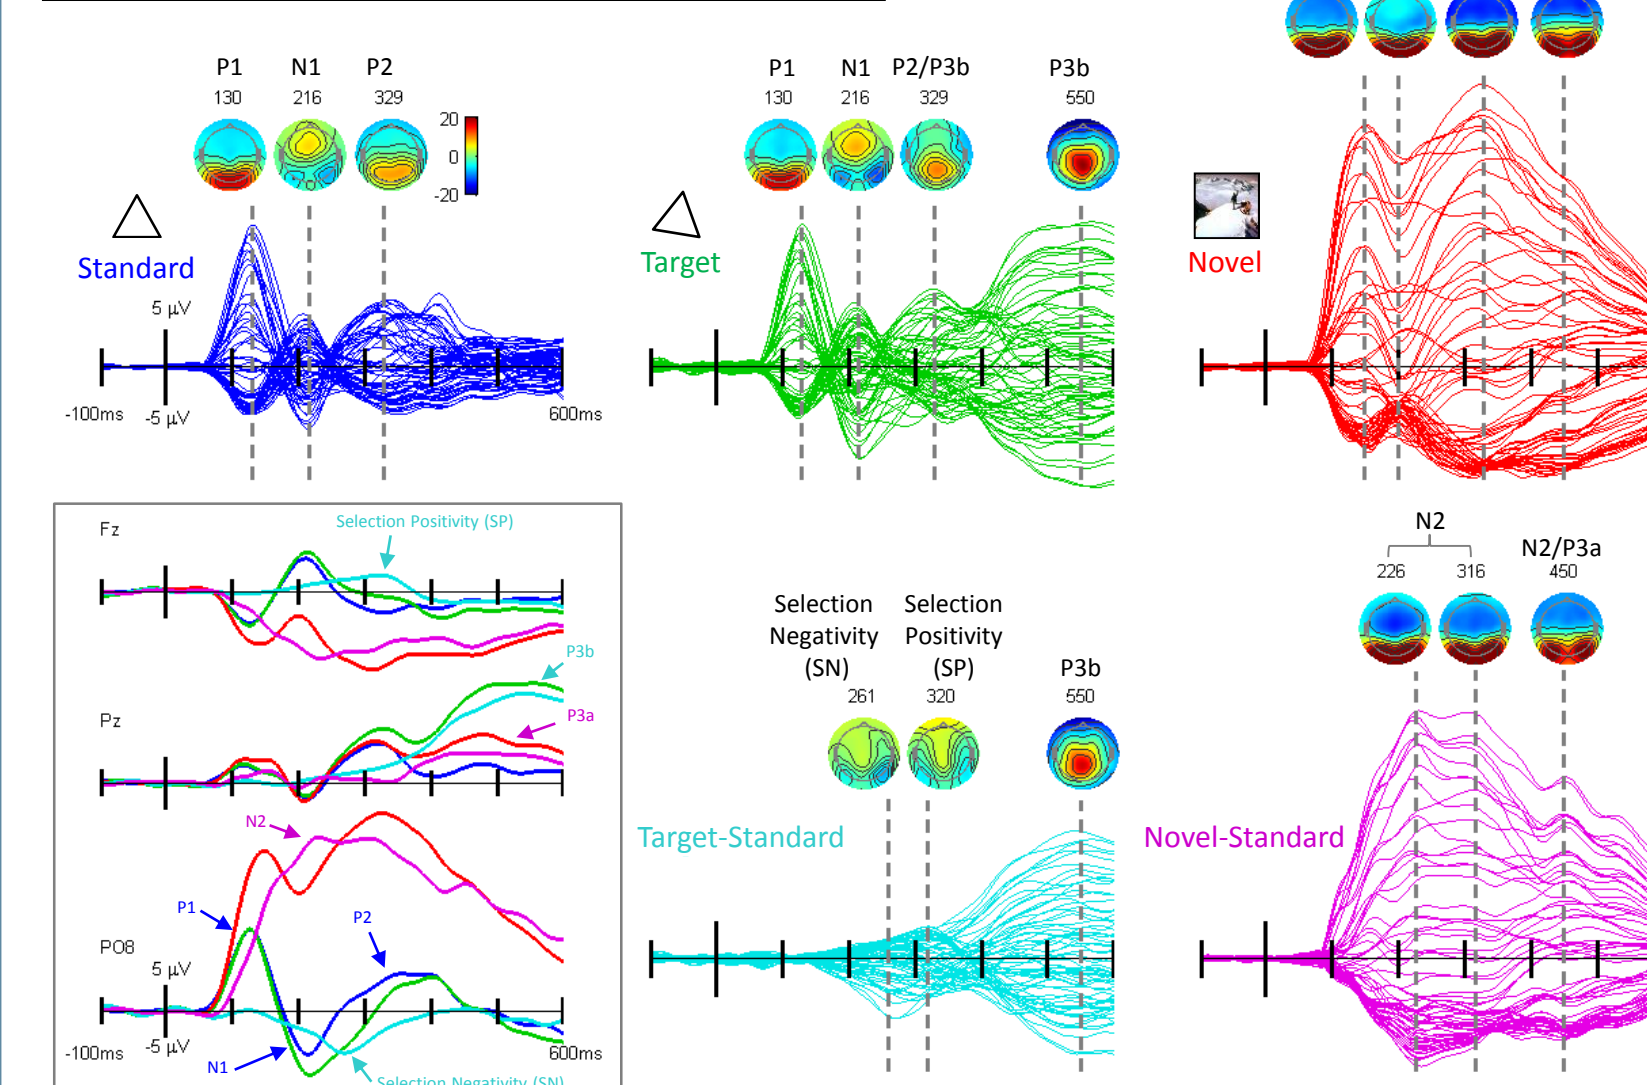 P1 N1 P2
130 216 329
20
0
-20
Standard
5 µV
-100ms
-5 µV
600ms
P1 N1 P2/P3b P3b
130 216 329 550
Target
Novel
Fz
Selection Positivity (SP)
P3b
Pz
P3a
N2
P1
P2
PO8
5 µV
-100ms
-5 µV
600ms
N1
Selection Negativity (SN)
Selection
Negativity
(SN)
261
Selection
Positivity
(SP)
320
P3b
550
Target-Standard
N2
226 316
N2/P3a
450
Novel-Standard